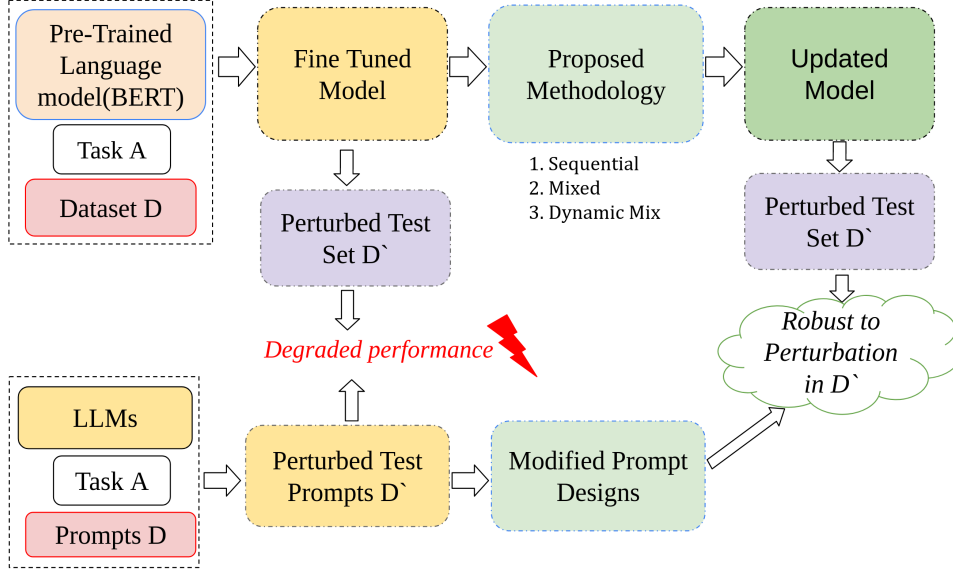 Pre-Trained
Language
model(BERT)
Task A
Dataset D
Fine Tuned
Model
Proposed
Methodology
1. Sequential
2. Mixed
3. Dynamic Mix
Updated
Model
Perturbed Test
Set D`
Perturbed Test
Set D`
Degraded performance
Robust to
Perturbation
in D`
LLMs
Task A
Prompts D
Perturbed Test
Prompts D`
Modified Prompt
Designs